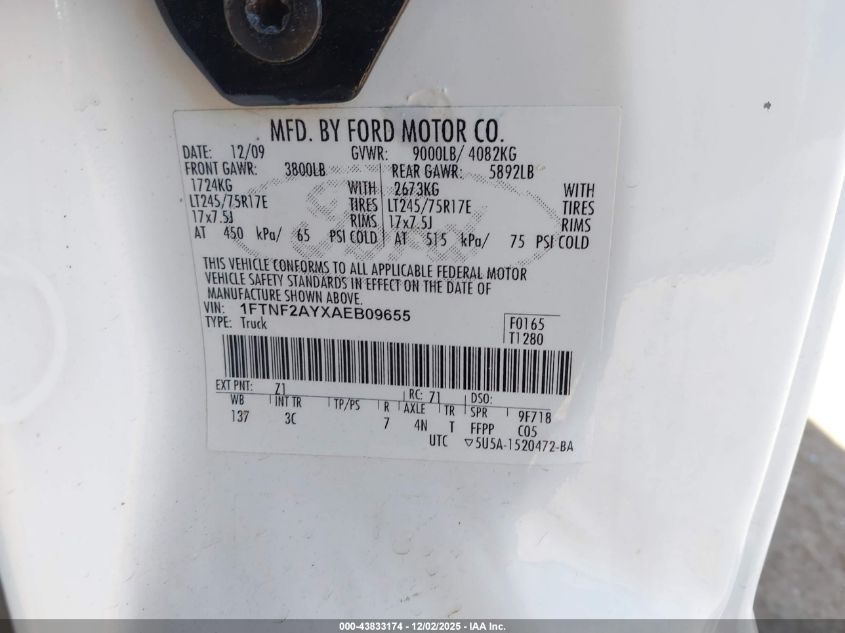 MFD. BY FORD MOTOR CO.
DATE: 12/09 GVWR: 9000LB/ 4082KG
FRONT GAWR: 3800LB REAR GAWR: 5892LB
1724KG WITH 2673KG WITH
LT245/75R17E TIRES LT245/75R17E TIRES
17x7.5J RIMS 17x7.5J RIMS
AT 450 kPa/ 65 PSI COLD AT 515 kPa/ 75 PSI COLD
THIS VEHICLE CONFORMS TO ALL APPLICABLE FEDERAL MOTOR
VEHICLE SAFETY STANDARDS IN EFFECT ON THE DATE OF
MANUFACTURE SHOWN ABOVE.
VIN: 1FTNF2AYXAEB09655
TYPE: Truck F0165
T1280
EXT PNT: Z1 RC: 71 DSO:
WB INT TR TP/PS R AXLE TR SPR 9F718
137 3C 7 4N T FFPP C05
UTC ▽5U5A-1520472-BA
000-43833174 • 12/02/2025 • IAA Inc.